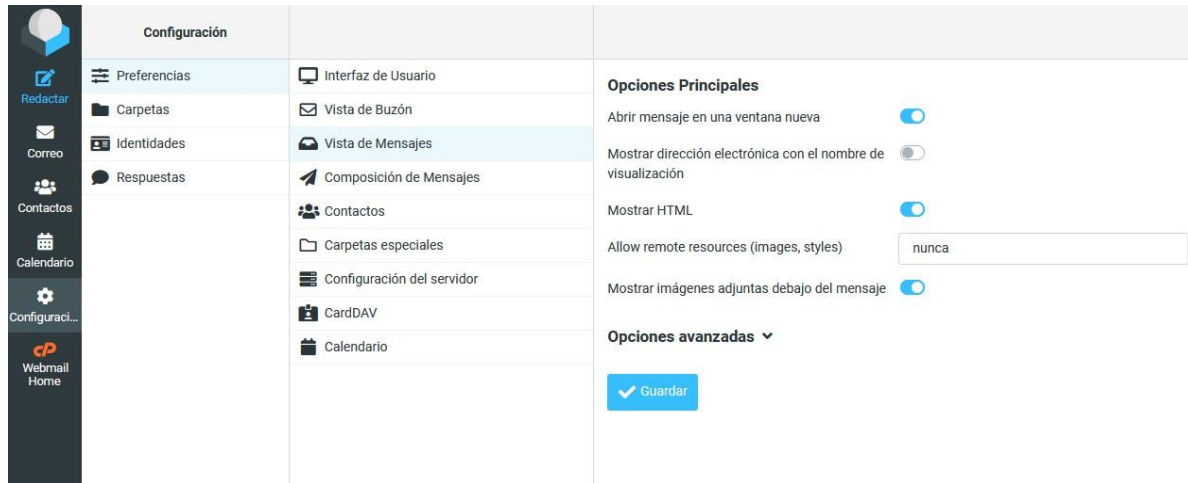 Configuración
Redactar
Correo
Contactos
Calendario
Configuraci...
cP
Webmail
Home
Preferencias
Carpetas
Identidades
Respuestas
Interfaz de Usuario
Vista de Buzón
Vista de Mensajes
Composición de Mensajes
Contactos
Carpetas especiales
Configuración del servidor
CardDAV
Calendario
Opciones Principales
Abrir mensaje en una ventana nueva
Mostrar dirección electrónica con el nombre de
visualización
Mostrar HTML
Allow remote resources (images, styles)
nunca
Mostrar imágenes adjuntas debajo del mensaje
Opciones avanzadas
Guardar